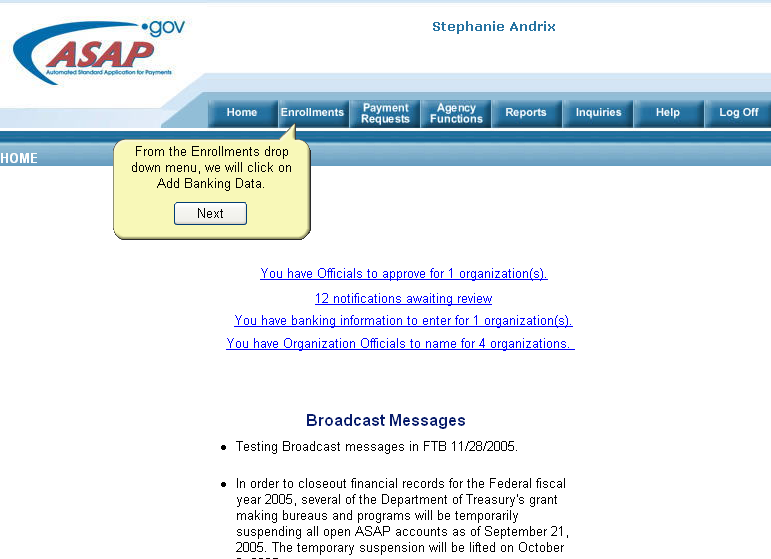 Stephanie Andrix
.gov
ASAP
Automated Standard Application for Payments
Home
Enrollments
Payment
Requests
Agency
Functions
Reports
Inquiries
Help
Log Off
HOME
From the Enrollments drop
down menu, we will click on
Add Banking Data.
Next
You have Officials to approve for 1 organization(s).
12 notifications awaiting review
You have banking information to enter for 1 organization(s).
You have Organization Officials to name for 4 organizations.
Broadcast Messages
• Testing Broadcast messages in FTB 11/28/2005.
• In order to closeout financial records for the Federal fiscal
year 2005, several of the Department of Treasury's grant
making bureaus and programs will be temporarily
suspending all open ASAP accounts as of September 21,
2005. The temporary suspension will be lifted on October